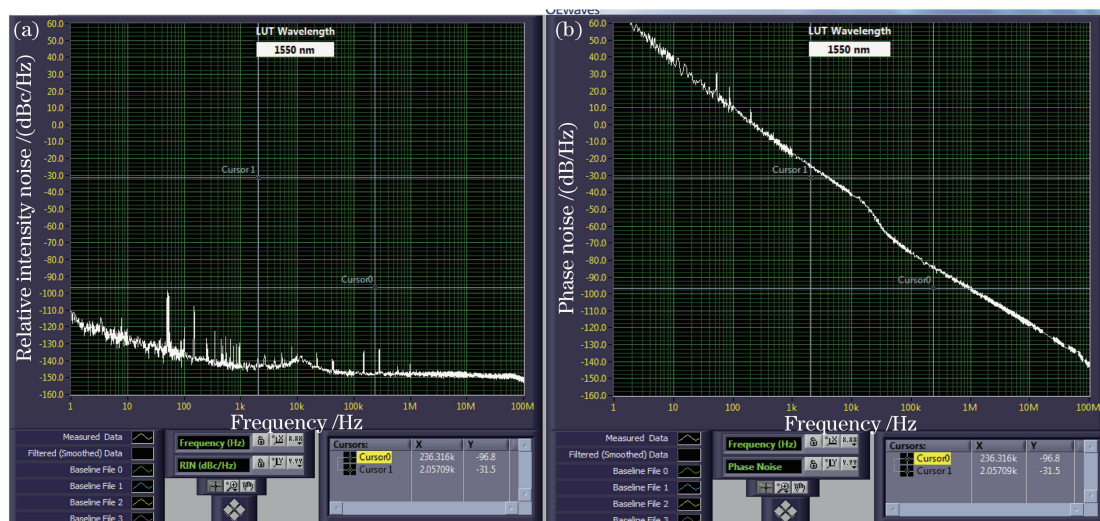 OEwaves
(a)
LUT Wavelength
1550 nm
Relative intensity noise /(dBc/Hz)
60.0
50.0
40.0
30.0
20.0
10.0
0.0
-10.0
-20.0
-30.0
-40.0
-50.0
-60.0
-70.0
-80.0
-90.0
-100.0
-110.0
-120.0
-130.0
-140.0
-150.0
-160.0
Cursor 1
Cursor0
1
10
100
1k
10k
100k
1M
10M
100M
Frequency /Hz
Measured Data
Filtered (Smoothed) Data
Baseline File 0
Baseline File 1
Baseline File 2
Baseline File 3
Frequency (Hz)
RIN (dBc/Hz)
Cursors: X Y
Cursor0 236.316k -96.8
Cursor 1 2.05709k -31.5
(b)
LUT Wavelength
1550 nm
Phase noise /(dB/Hz)
60.0
50.0
40.0
30.0
20.0
10.0
0.0
-10.0
-20.0
-30.0
-40.0
-50.0
-60.0
-70.0
-80.0
-90.0
-100.0
-110.0
-120.0
-130.0
-140.0
-150.0
-160.0
Cursor 1
Cursor0
1
10
100
1k
10k
100k
1M
10M
100M
Frequency /Hz
Measured Data
Filtered (Smoothed) Data
Baseline File 0
Baseline File 1
Baseline File 2
Baseline File 3
Frequency (Hz)
Phase Noise
Cursors: X Y
Cursor0 236.316k -96.8
Cursor 1 2.05709k -31.5